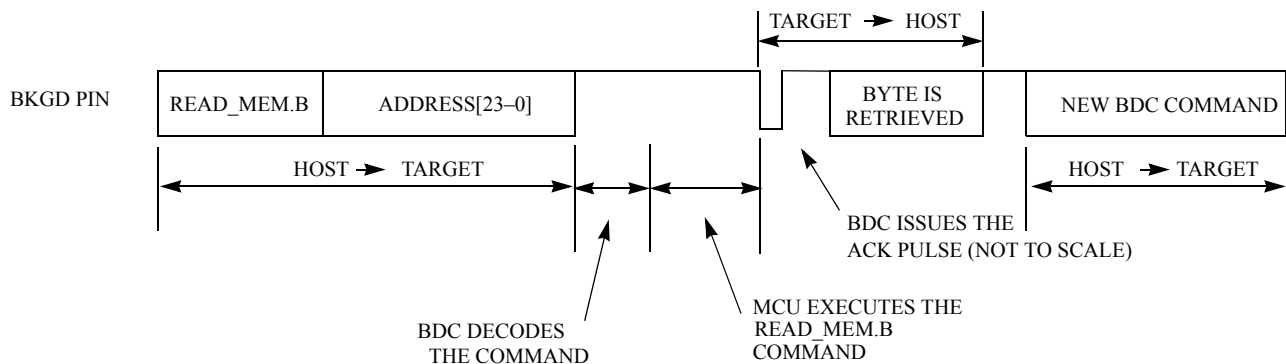 TARGET → HOST
BKGD PIN
READ_MEM.B
ADDRESS[23–0]
BYTE IS
RETRIEVED
NEW BDC COMMAND
HOST → TARGET
HOST → TARGET
BDC ISSUES THE
ACK PULSE (NOT TO SCALE)
BDC DECODES
THE COMMAND
MCU EXECUTES THE
READ_MEM.B
COMMAND